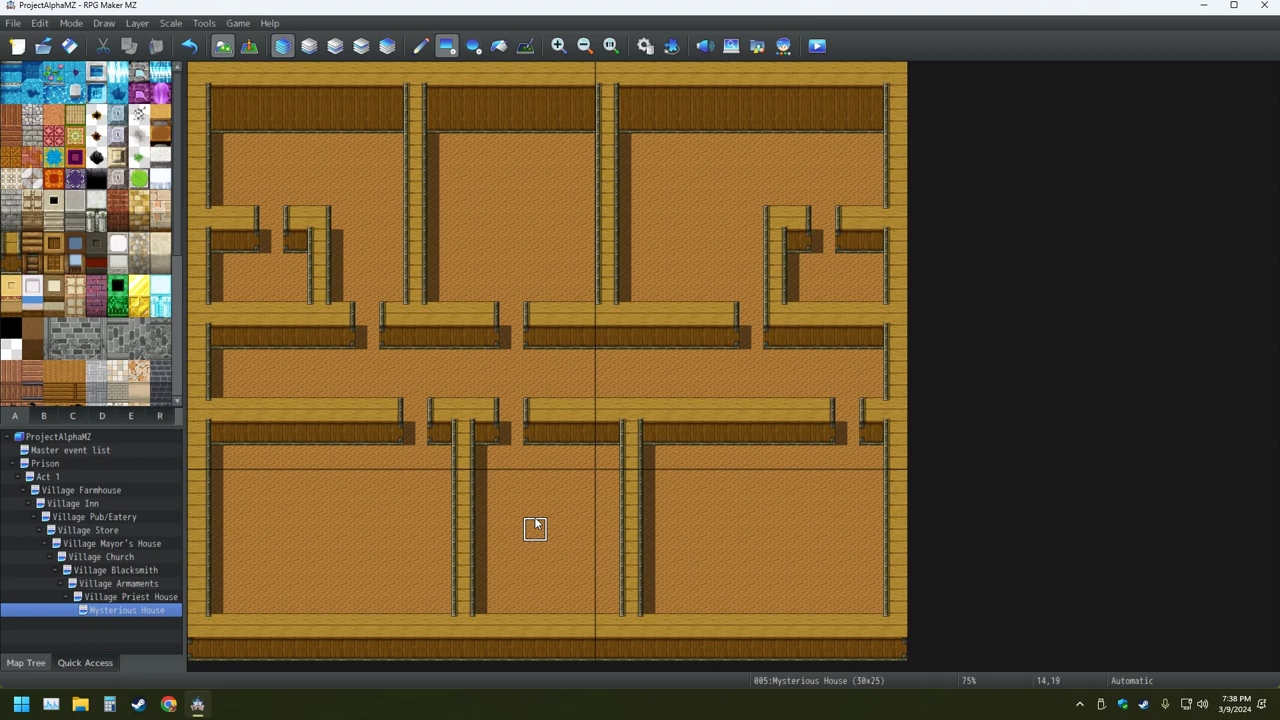 ProjectAlphaMZ - RPG Maker MZ
File Edit Mode Draw Layer Scale Tools Game Help
A B C D E R
ProjectAlphaMZ
Master event list
Prison
Act 1
Village Farmhouse
Village Inn
Village Pub/Eatery
Village Store
Village Mayor's House
Village Church
Village Blacksmith
Village Armaments
Village Priest House
Mysterious House
Map Tree Quick Access
005:Mysterious House (30x25) 75% 14,19 Automatic
7:38 PM
3/9/2024